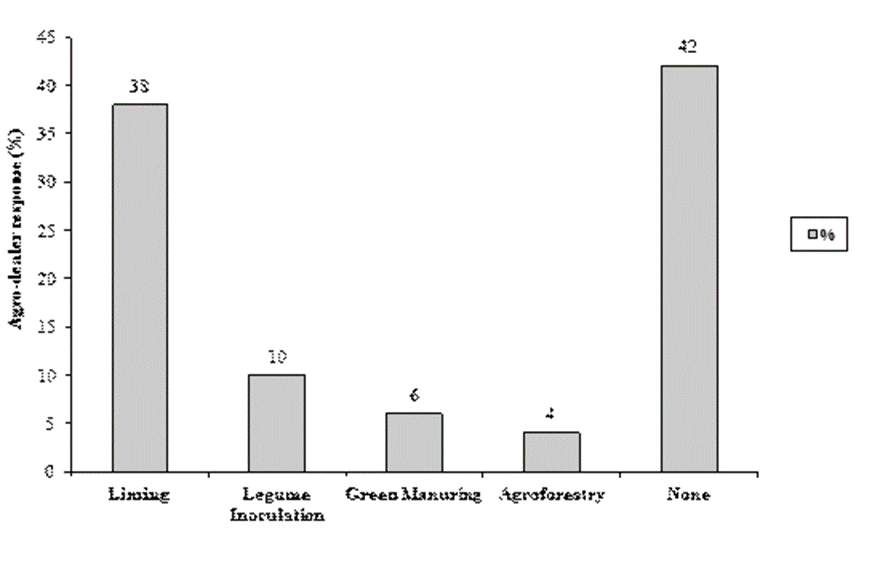 45
40
35
30
25
20
15
10
5
0
Agro-dealer response (%)
38
10
6
4
42
Liming
Legume
Inoculation
Green Manuring
Agroforestry
None
%